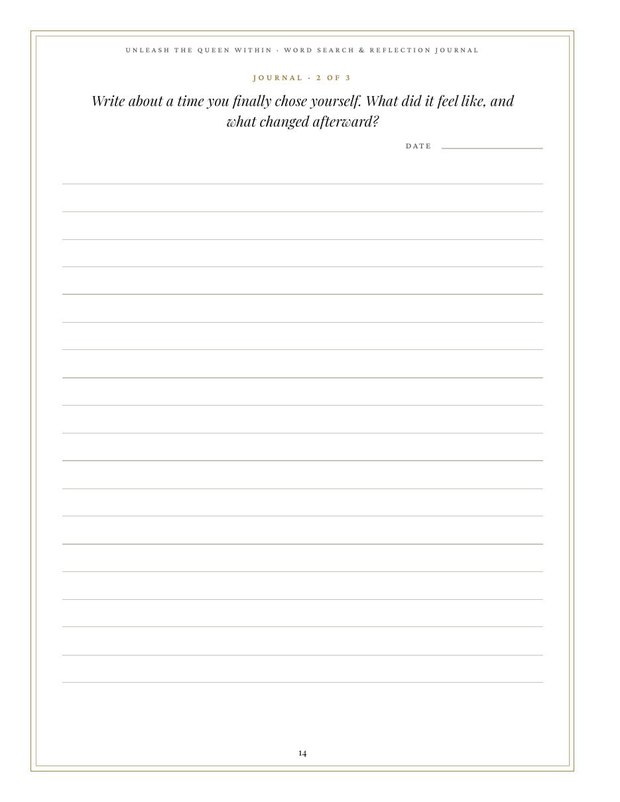 UNLEASH THE QUEEN WITHIN · WORD SEARCH & REFLECTION JOURNAL
JOURNAL · 2 OF 3
Write about a time you finally chose yourself. What did it feel like, and
what changed afterward?
DATE
14